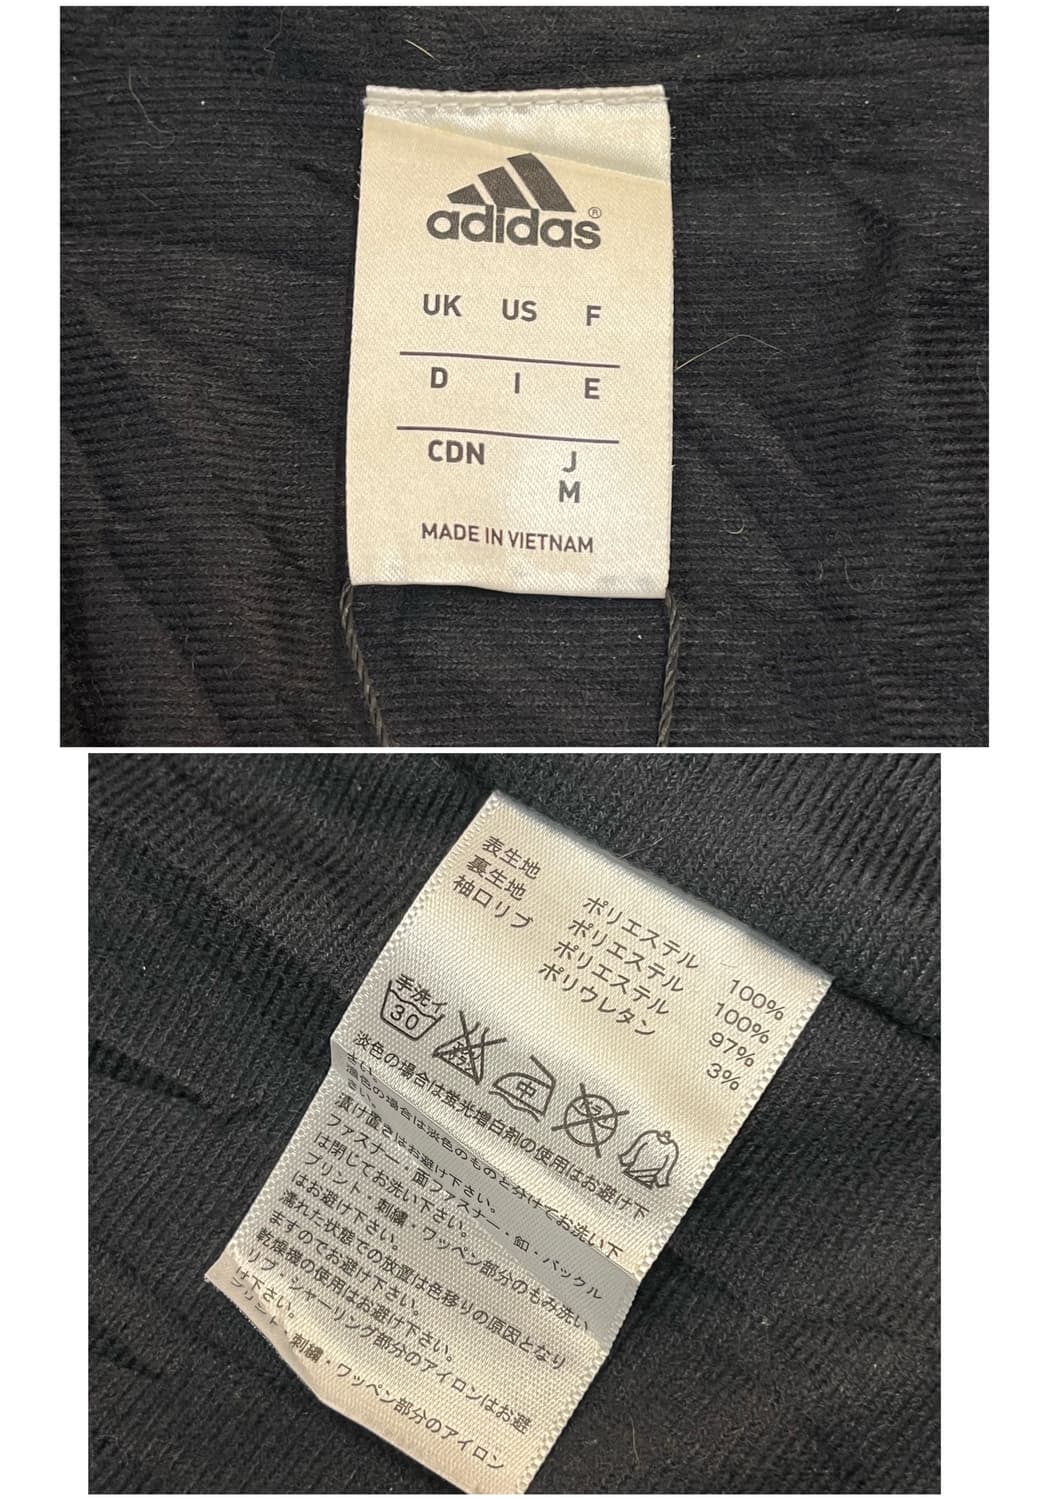 adidas®
UK US F
D I E
CDN J
M
MADE IN VIETNAM
表生地 ポリエステル 100%
裏生地 ポリエステル 100%
袖口リブ ポリエステル 97%
ポリウレタン 3%
手洗イ
30
中
淡色の場合は蛍光増白剤の使用はお避け下
さい。
濃色の場合は淡色のものと分けてお洗い下
さい。
漬け置きはお避け下さい。
ファスナー・面ファスナー・釦・バックル
は閉じてお洗い下さい。
プリント・刺繍・ワッペン部分のもみ洗い
はお避け下さい。
濡れた状態での放置は色移りの原因となり
ますのでお避け下さい。
乾燥機の使用はお避け下さい。
リブ・シャーリング部分のアイロンはお避
け下さい。
プリント・刺繍・ワッペン部分のアイロン